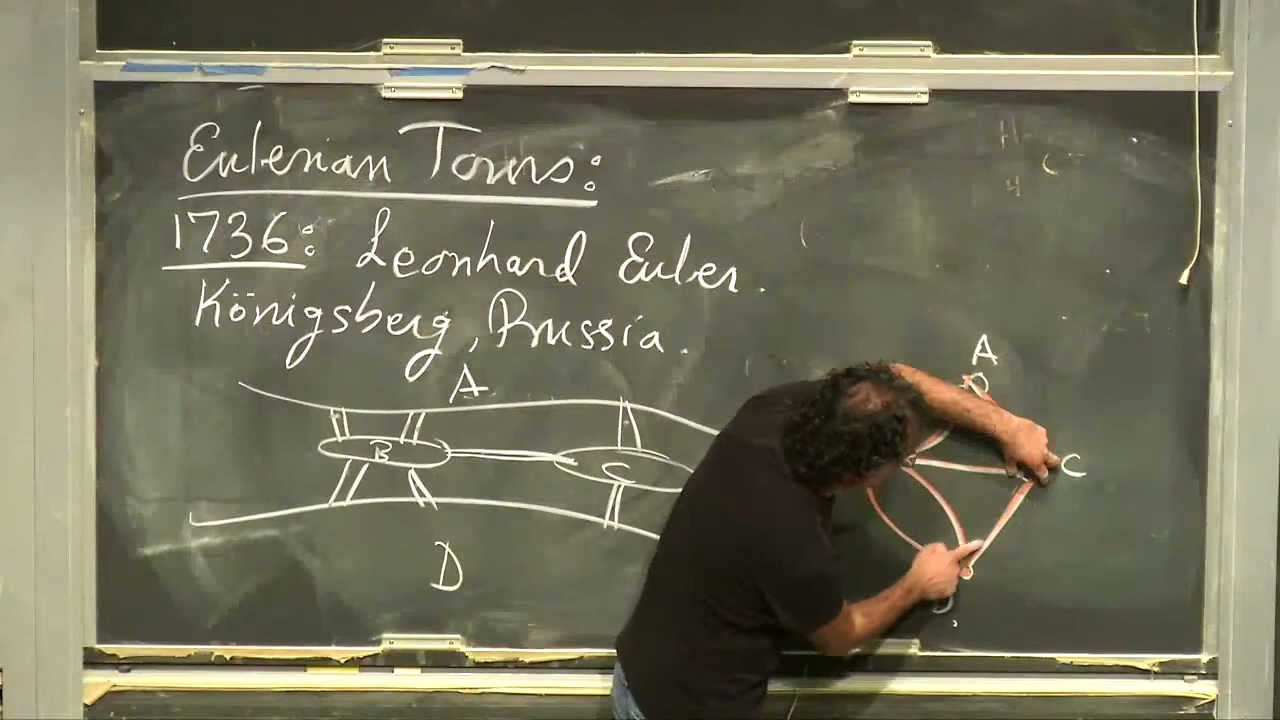 Eulerian Tours:
1736: Leonhard Euler.
Königsberg, Prussia.
A
B
C
D
A
C